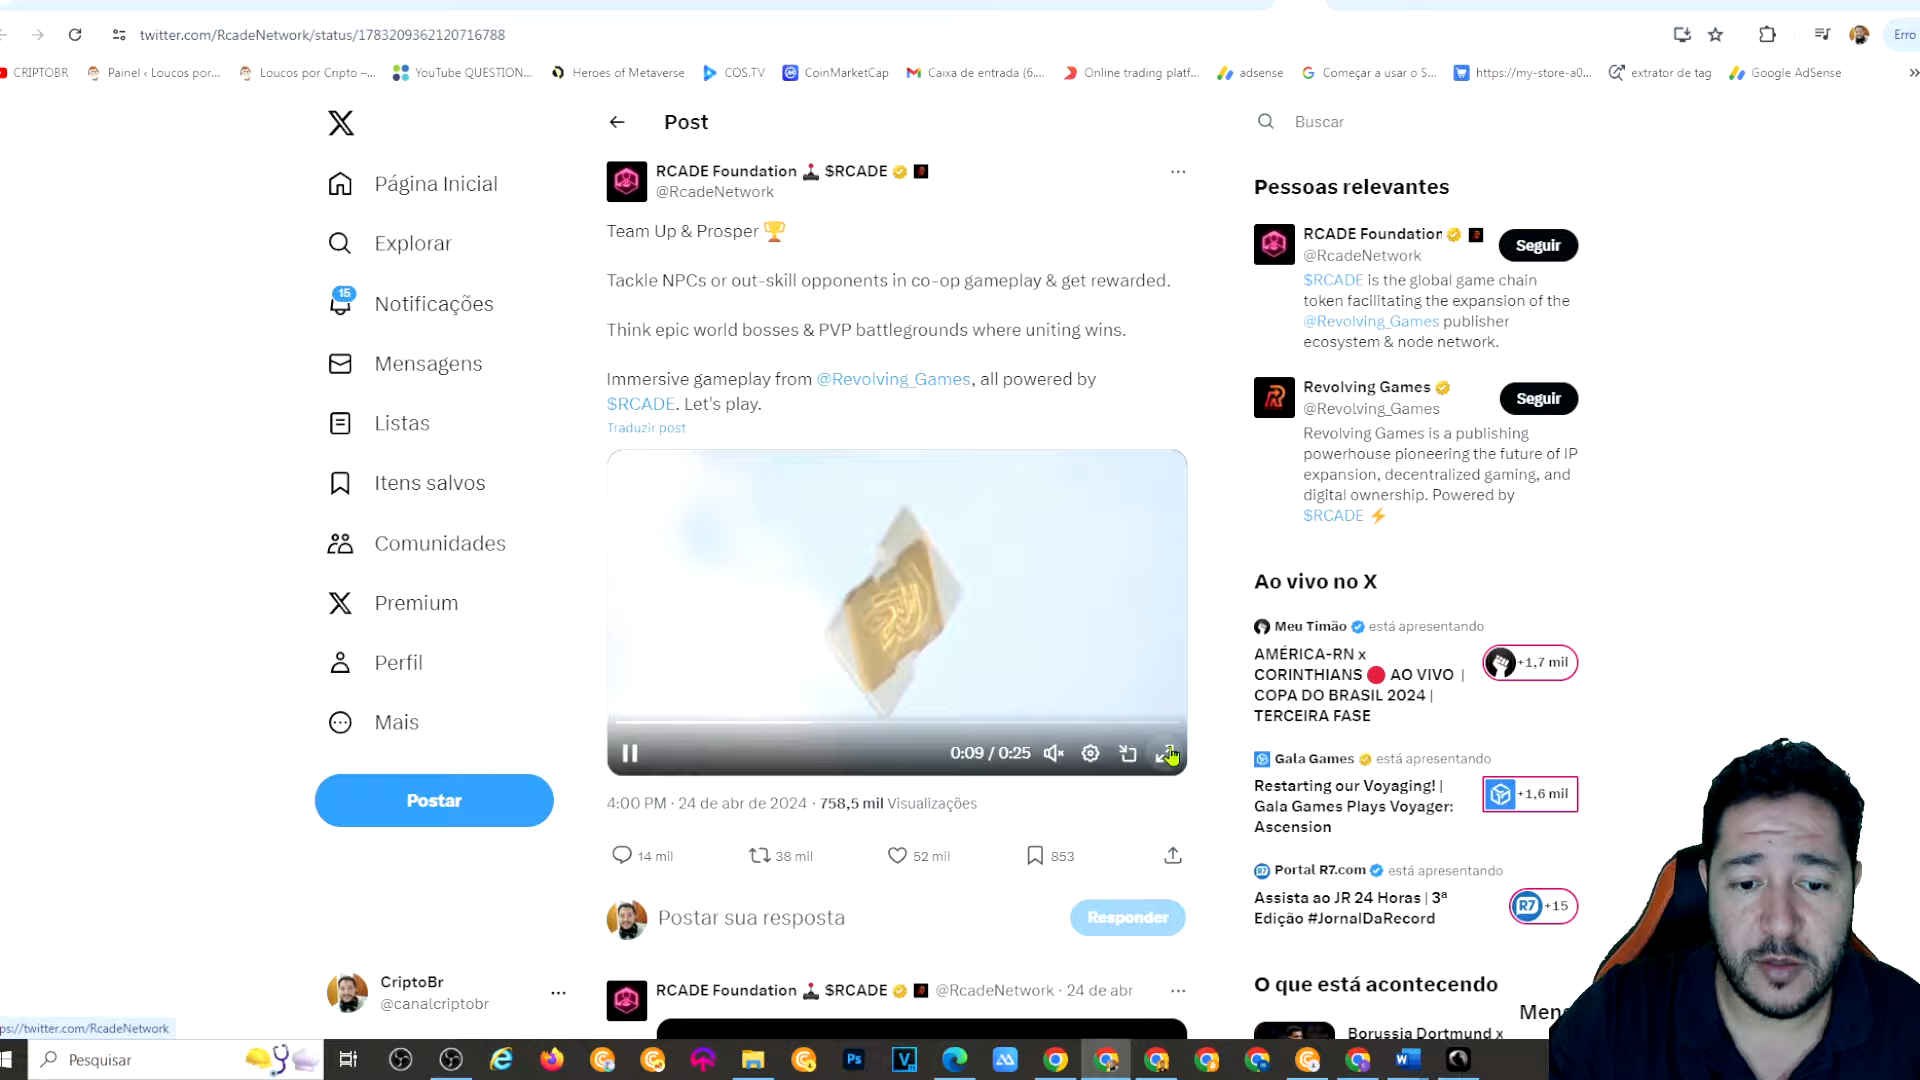 twitter.com/RcadeNetwork/status/1783209362120716788
Erro
CRIPTOBR
Painel ‹ Loucos por...
Loucos por Cripto –...
YouTube QUESTION...
Heroes of Metaverse
COS.TV
CoinMarketCap
Caixa de entrada (6....
Online trading platf...
adsense
Começar a usar o S...
https://my-store-a0...
extrator de tag
Google AdSense
»
Página Inicial
Explorar
15
Notificações
Mensagens
Listas
Itens salvos
Comunidades
Premium
Perfil
Mais
Postar
CriptoBr
@canalcriptobr
ps://twitter.com/RcadeNetwork
Post
RCADE Foundation $RCADE
@RcadeNetwork
Team Up & Prosper
Tackle NPCs or out-skill opponents in co-op gameplay & get rewarded.
Think epic world bosses & PVP battlegrounds where uniting wins.
Immersive gameplay from @Revolving_Games, all powered by
$RCADE. Let's play.
Traduzir post
0:09 / 0:25
4:00 PM · 24 de abr de 2024 · 758,5 mil Visualizações
14 mil
38 mil
52 mil
853
Postar sua resposta
Responder
RCADE Foundation $RCADE @RcadeNetwork · 24 de abr
Buscar
Pessoas relevantes
RCADE Foundation
@RcadeNetwork
Seguir
$RCADE is the global game chain
token facilitating the expansion of the
@Revolving_Games publisher
ecosystem & node network.
Revolving Games
@Revolving_Games
Seguir
Revolving Games is a publishing
powerhouse pioneering the future of IP
expansion, decentralized gaming, and
digital ownership. Powered by
$RCADE
Ao vivo no X
Meu Timão está apresentando
AMÉRICA-RN x
CORINTHIANS AO VIVO |
COPA DO BRASIL 2024 |
TERCEIRA FASE
+1,7 mil
Gala Games está apresentando
Restarting our Voyaging! |
Gala Games Plays Voyager:
Ascension
+1,6 mil
Portal R7.com está apresentando
Assista ao JR 24 Horas | 3ª
Edição #JornalDaRecord
R7 +15
O que está acontecendo
Borussia Dortmund x
Men
Pesquisar
Ps
V